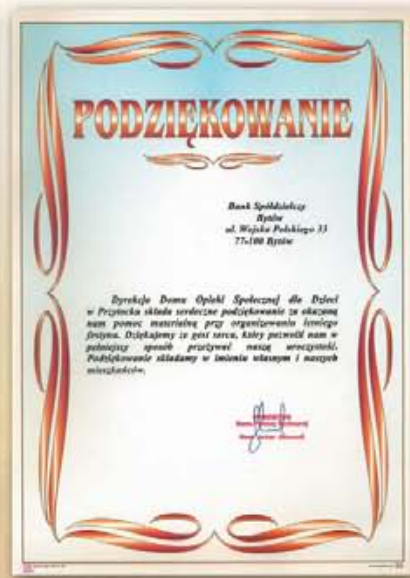 PODZIĘKOWANIE
Bank Spółdzielczy
Bytów
ul. Wojska Polskiego 33
77-100 Bytów
Dyrekcja Domu Opieki Społecznej dla Dzieci
w Przytocku składa serdeczne podziękowanie za okazaną
nam pomoc materialną przy organizowaniu letniego
festynu. Dziękujemy za gest serca, który pozwolił nam w
pełniejszy sposób przeżywać naszą uroczystość.
Podziękowanie składamy w imieniu własnym i naszych
mieszkańców.